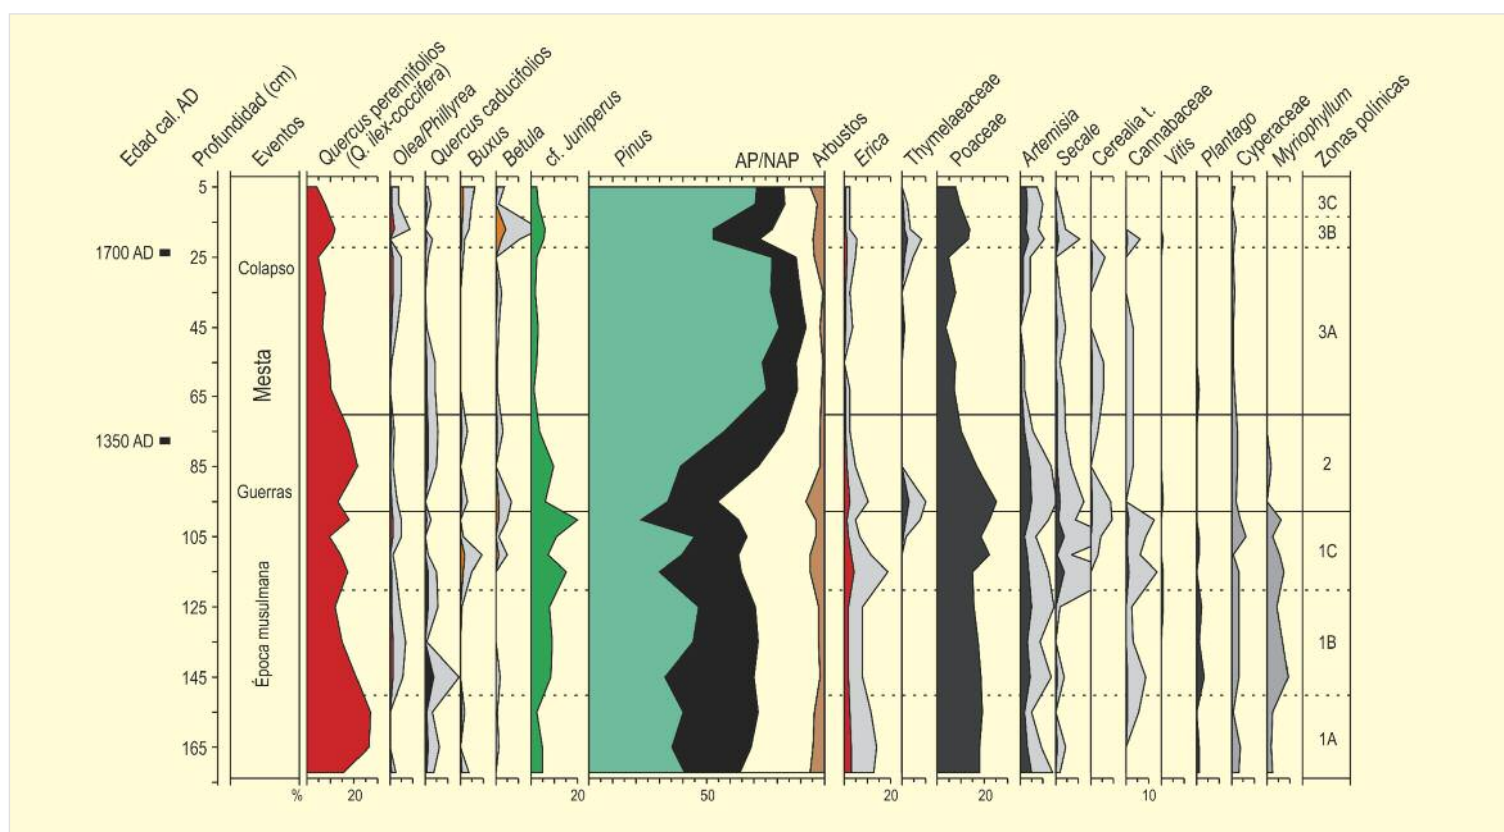 Edad cal. AD
Profundidad (cm)
Eventos
Quercus perennifolios
(Q. ilex-coccifera)
Olea/Phillyrea
Quercus caducifolios
Buxus
Betula
cf. Juniperus
Pinus
AP/NAP
Arbustos
Erica
Thymelaeaceae
Poaceae
Artemisia
Secale
Cerealia t.
Cannabaceae
Vitis
Plantago
Cyperaceae
Myriophyllum
Zonas polínicas
5
3C
3B
1700 AD
25
Colapso
45
3A
Mesta
65
1350 AD
85
2
Guerras
105
1C
125
Época musulmana
1B
145
165
1A
% 20 20 50 20 20 10